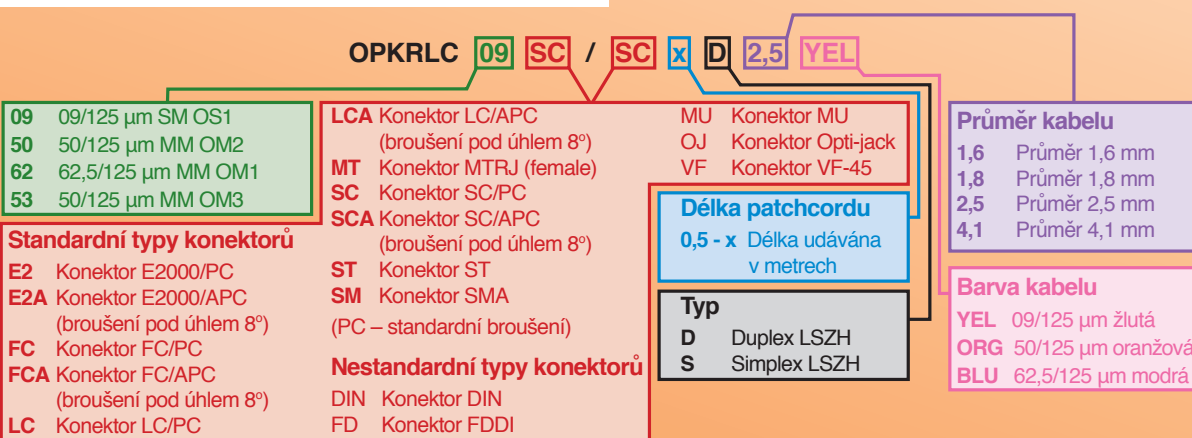 OPKRLC 09 SC / SC x D 2,5 YEL
09 09/125 µm SM OS1
50 50/125 µm MM OM2
62 62,5/125 µm MM OM1
53 50/125 µm MM OM3
Standardní typy konektorů
E2 Konektor E2000/PC
E2A Konektor E2000/APC
(broušení pod úhlem 8º)
FC Konektor FC/PC
FCA Konektor FC/APC
(broušení pod úhlem 8º)
LC Konektor LC/PC
LCA Konektor LC/APC
(broušení pod úhlem 8º)
MT Konektor MTRJ (female)
SC Konektor SC/PC
SCA Konektor SC/APC
(broušení pod úhlem 8º)
ST Konektor ST
SM Konektor SMA
(PC – standardní broušení)
Nestandardní typy konektorů
DIN Konektor DIN
FD Konektor FDDI
MU Konektor MU
OJ Konektor Opti-jack
VF Konektor VF-45
Délka patchcordu
0,5 - x Délka udávána
v metrech
Typ
D Duplex LSZH
S Simplex LSZH
Průměr kabelu
1,6 Průměr 1,6 mm
1,8 Průměr 1,8 mm
2,5 Průměr 2,5 mm
4,1 Průměr 4,1 mm
Barva kabelu
YEL 09/125 µm žlutá
ORG 50/125 µm oranžová
BLU 62,5/125 µm modrá